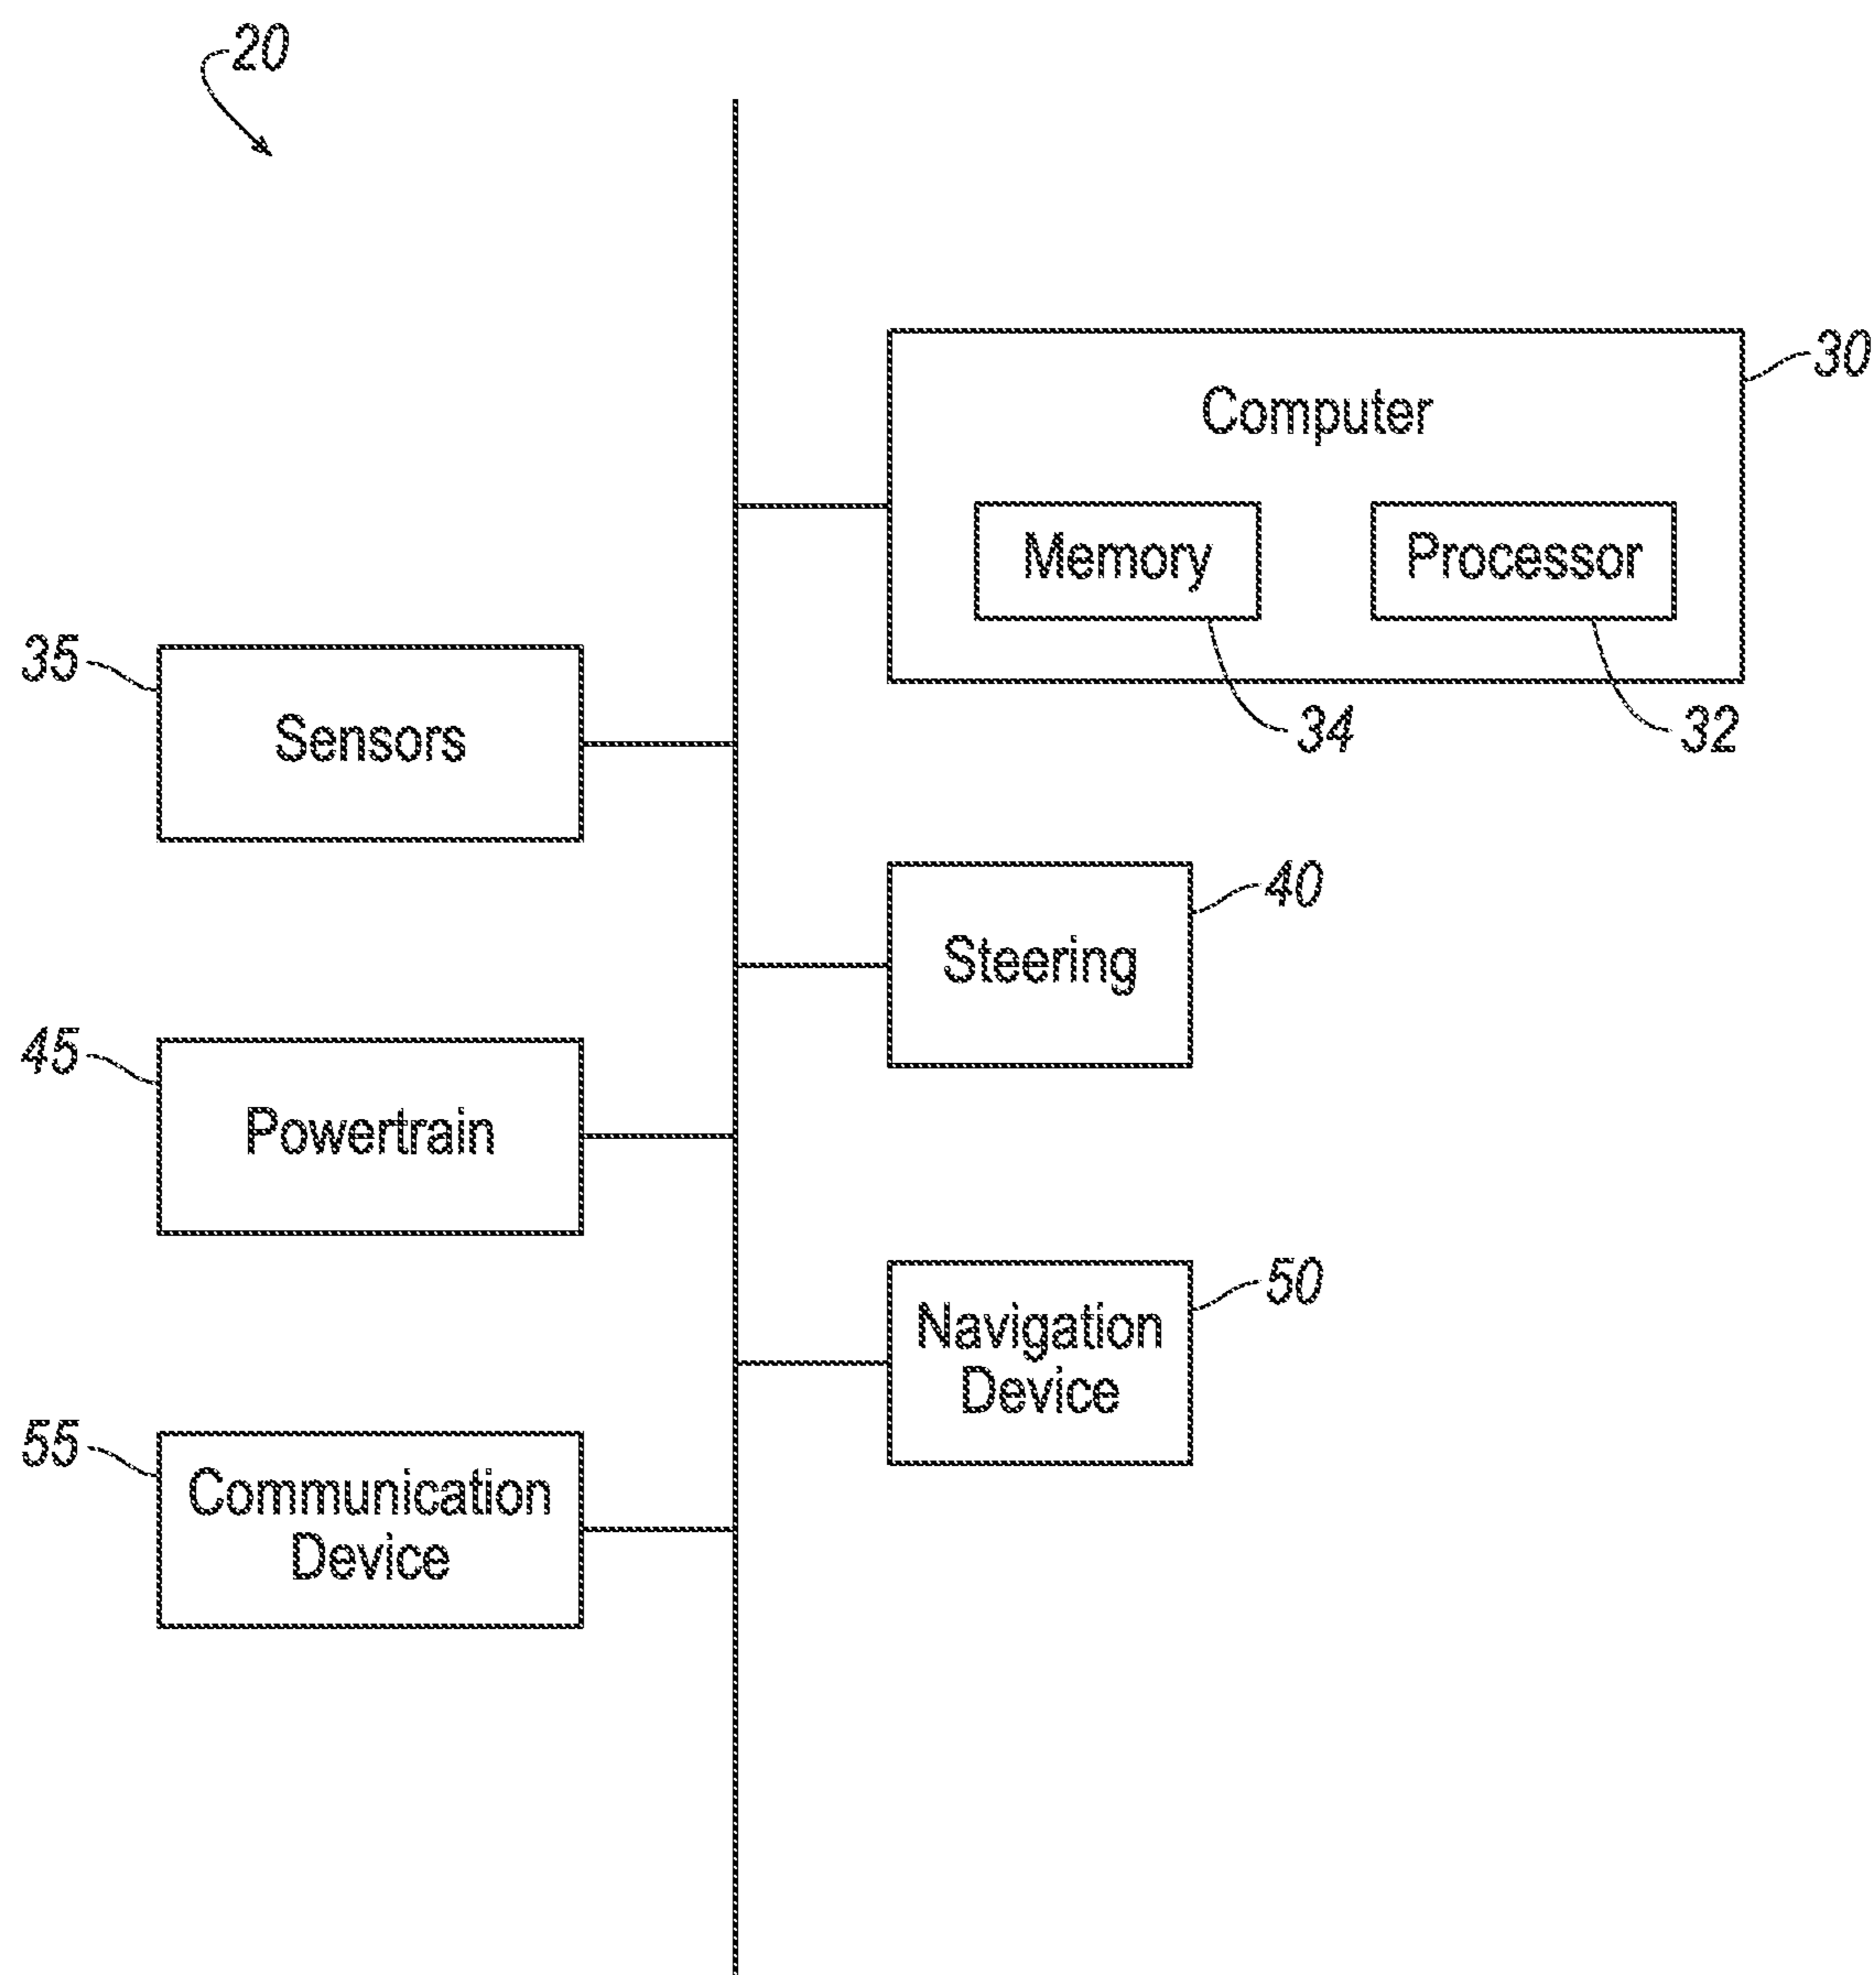 20
30
Computer
Memory
Processor
35
Sensors
34
32
40
Steering
45
Powertrain
50
Navigation
Device
55
Communication
Device